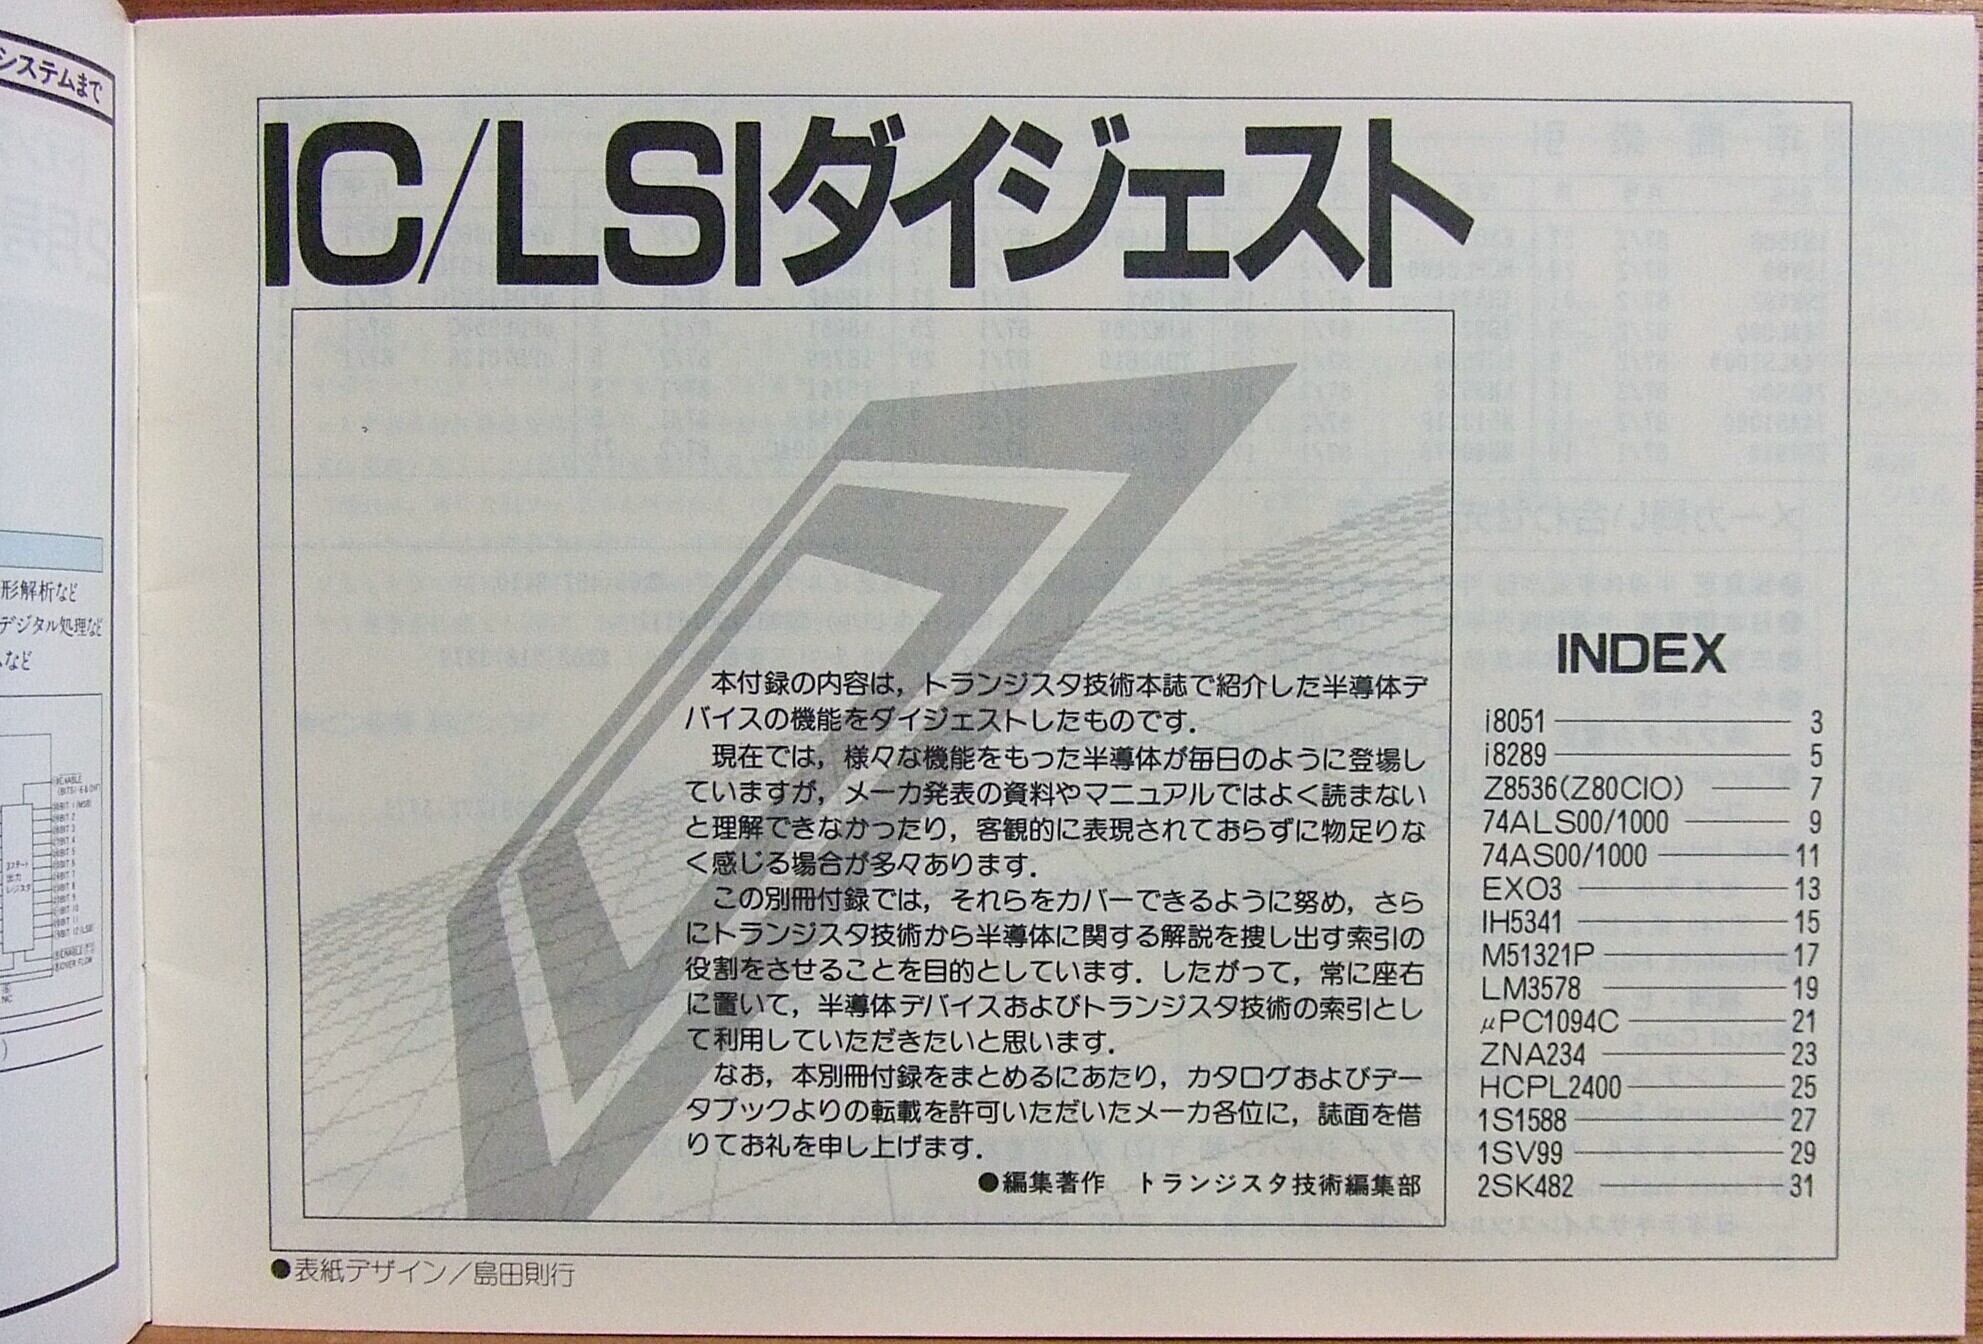 システムまで
形解析など
デジタル処理など
など
出力
レジスタ
IC/LSIダイジェスト
本付録の内容は，トランジスタ技術本誌で紹介した半導体デ
バイスの機能をダイジェストしたものです．
現在では，様々な機能をもった半導体が毎日のように登場し
ていますが，メーカ発表の資料やマニュアルではよく読まない
と理解できなかったり，客観的に表現されておらずに物足りな
く感じる場合が多々あります．
この別冊付録では，それらをカバーできるように努め，さら
にトランジスタ技術から半導体に関する解説を捜し出す索引の
役割をさせることを目的としています．したがって，常に座右
に置いて，半導体デバイスおよびトランジスタ技術の索引とし
て利用していただきたいと思います．
なお，本別冊付録をまとめるにあたり，カタログおよびデー
タブックよりの転載を許可いただいたメーカ各位に，誌面を借
りてお礼を申し上げます．
●編集著作　トランジスタ技術編集部
INDEX
i8051 3
i8289 5
Z8536(Z80CIO) 7
74ALS00/1000 9
74AS00/1000 11
EXO3 13
IH5341 15
M51321P 17
LM3578 19
μPC1094C 21
ZNA234 23
HCPL2400 25
1S1588 27
1SV99 29
2SK482 31
●表紙デザイン／島田則行